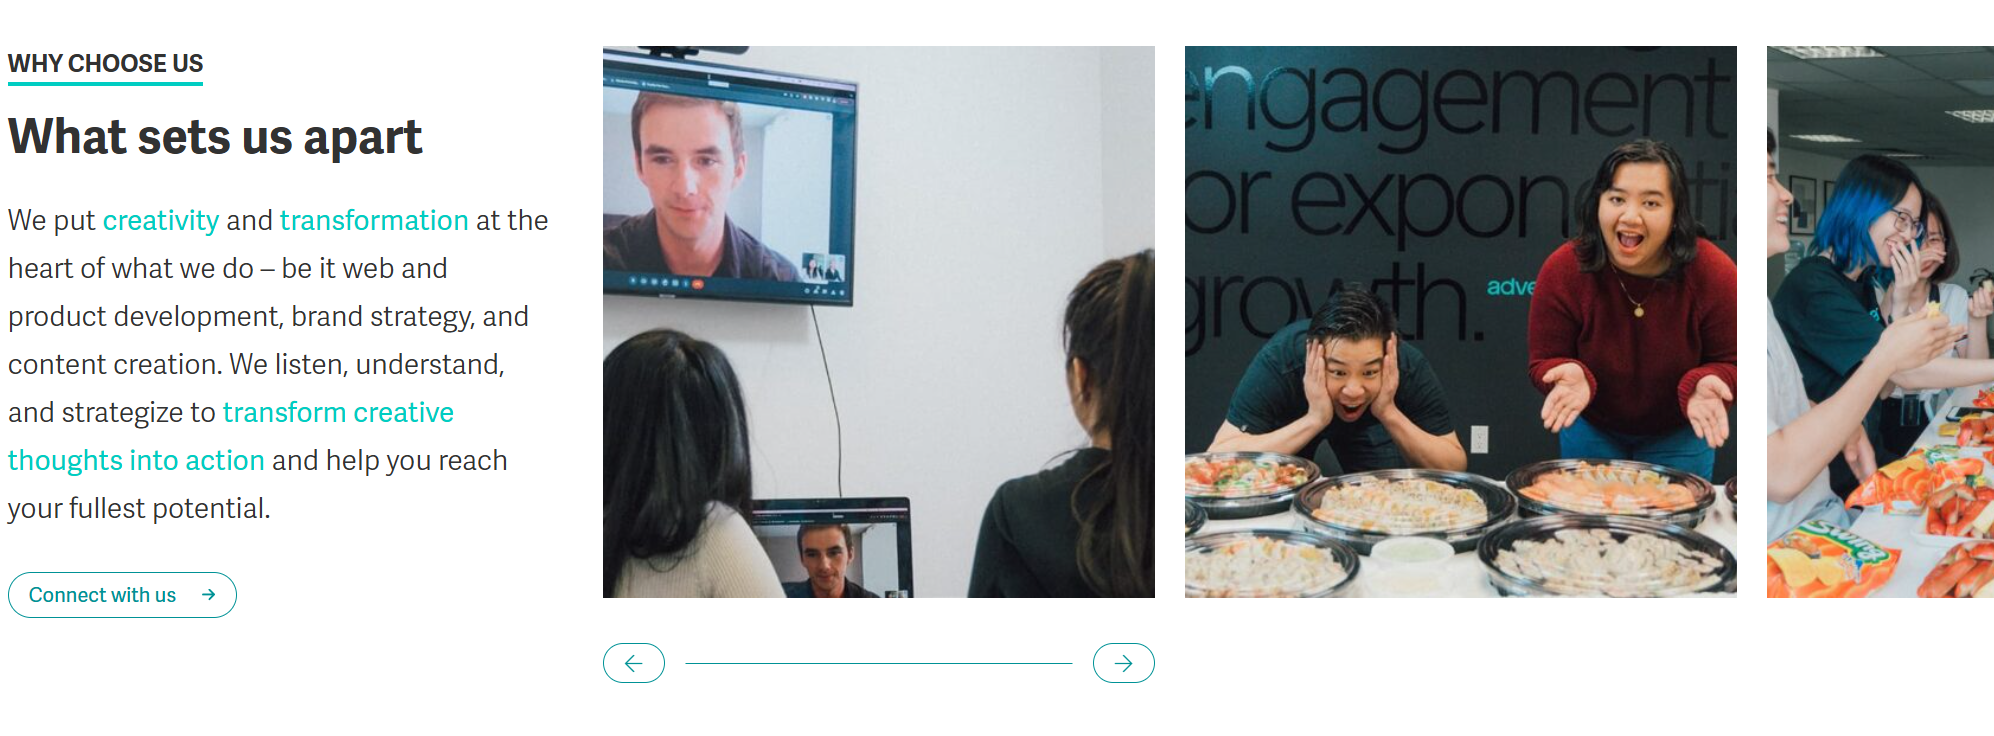 WHY CHOOSE US
What sets us apart
We put creativity and transformation at the
heart of what we do – be it web and
product development, brand strategy, and
content creation. We listen, understand,
and strategize to transform creative
thoughts into action and help you reach
your fullest potential.
Connect with us
engagement
or expon ti
growth.
adve
Swing